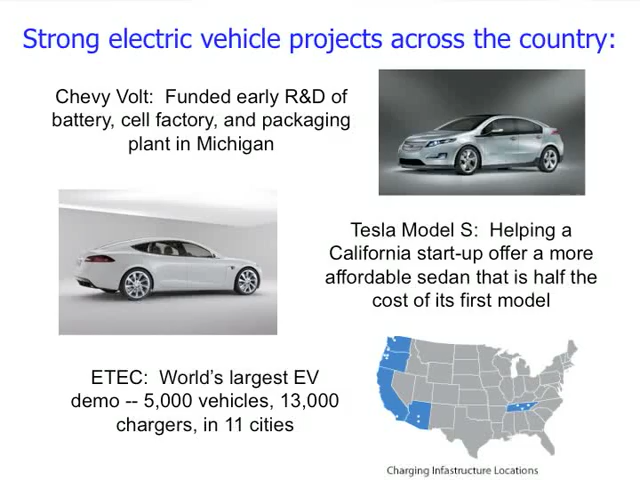 Strong electric vehicle projects across the country:
Chevy Volt:  Funded early R&D of
battery, cell factory, and packaging
plant in Michigan
Tesla Model S:  Helping a
California start-up offer a more
affordable sedan that is half the
cost of its first model
ETEC:  World's largest EV
demo -- 5,000 vehicles, 13,000
chargers, in 11 cities
Charging Infastructure Locations